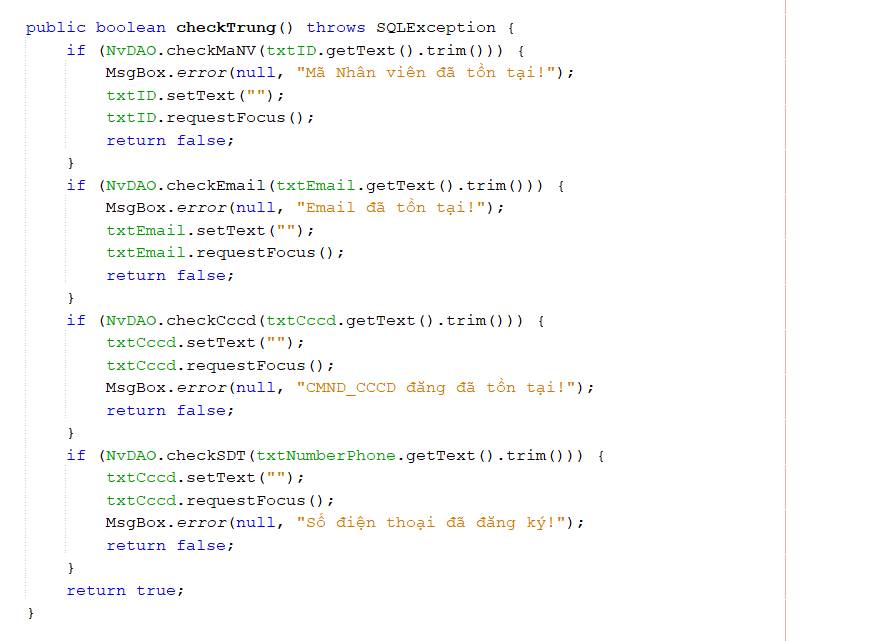 public boolean checkTrung() throws SQLException {
    if (NvDAO.checkMaNV(txtID.getText().trim())) {
        MsgBox.error(null, "Mã Nhân viên đã tồn tại!");
        txtID.setText("");
        txtID.requestFocus();
        return false;
    }
    if (NvDAO.checkEmail(txtEmail.getText().trim())) {
        MsgBox.error(null, "Email đã tồn tại!");
        txtEmail.setText("");
        txtEmail.requestFocus();
        return false;
    }
    if (NvDAO.checkCccd(txtCccd.getText().trim())) {
        txtCccd.setText("");
        txtCccd.requestFocus();
        MsgBox.error(null, "CMND_CCCD đăng đã tồn tại!");
        return false;
    }
    if (NvDAO.checkSDT(txtNumberPhone.getText().trim())) {
        txtCccd.setText("");
        txtCccd.requestFocus();
        MsgBox.error(null, "Số điện thoại đã đăng ký!");
        return false;
    }
    return true;
}